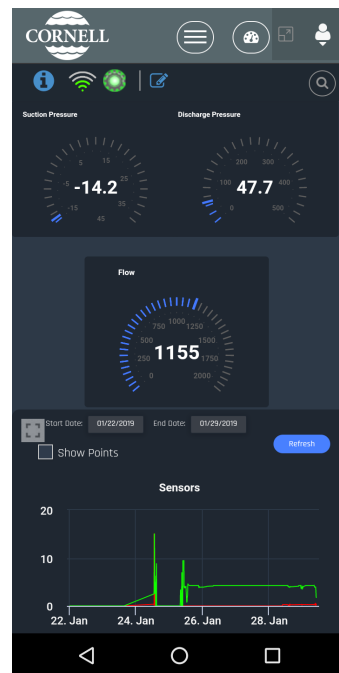 CORNELL
Suction Pressure
Discharge Pressure
5 15
-5 25
-14.2
-15 35
45
200 300
100 400
47.7
0 500
Flow
1000
750 1250
500 1500
1155
250 1750
0 2000
Start Date: 01/22/2019 End Date: 01/29/2019
Refresh
Show Points
Sensors
20
10
0
22. Jan 24. Jan 26. Jan 28. Jan